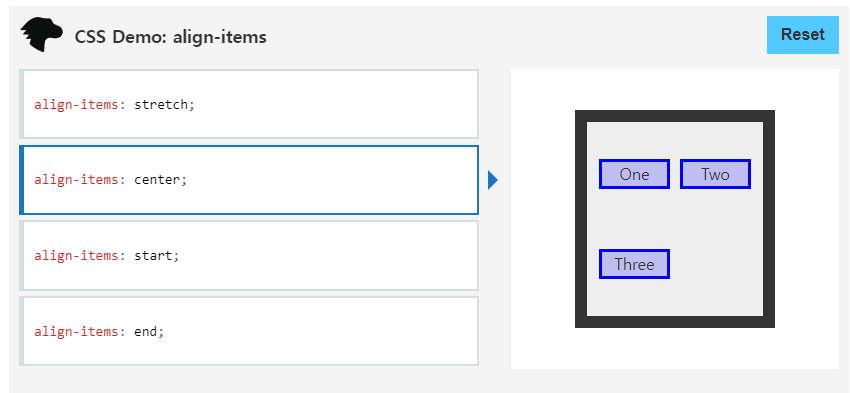 CSS Demo: align-items
Reset
align-items: stretch;
align-items: center;
align-items: start;
align-items: end;
One Two
Three